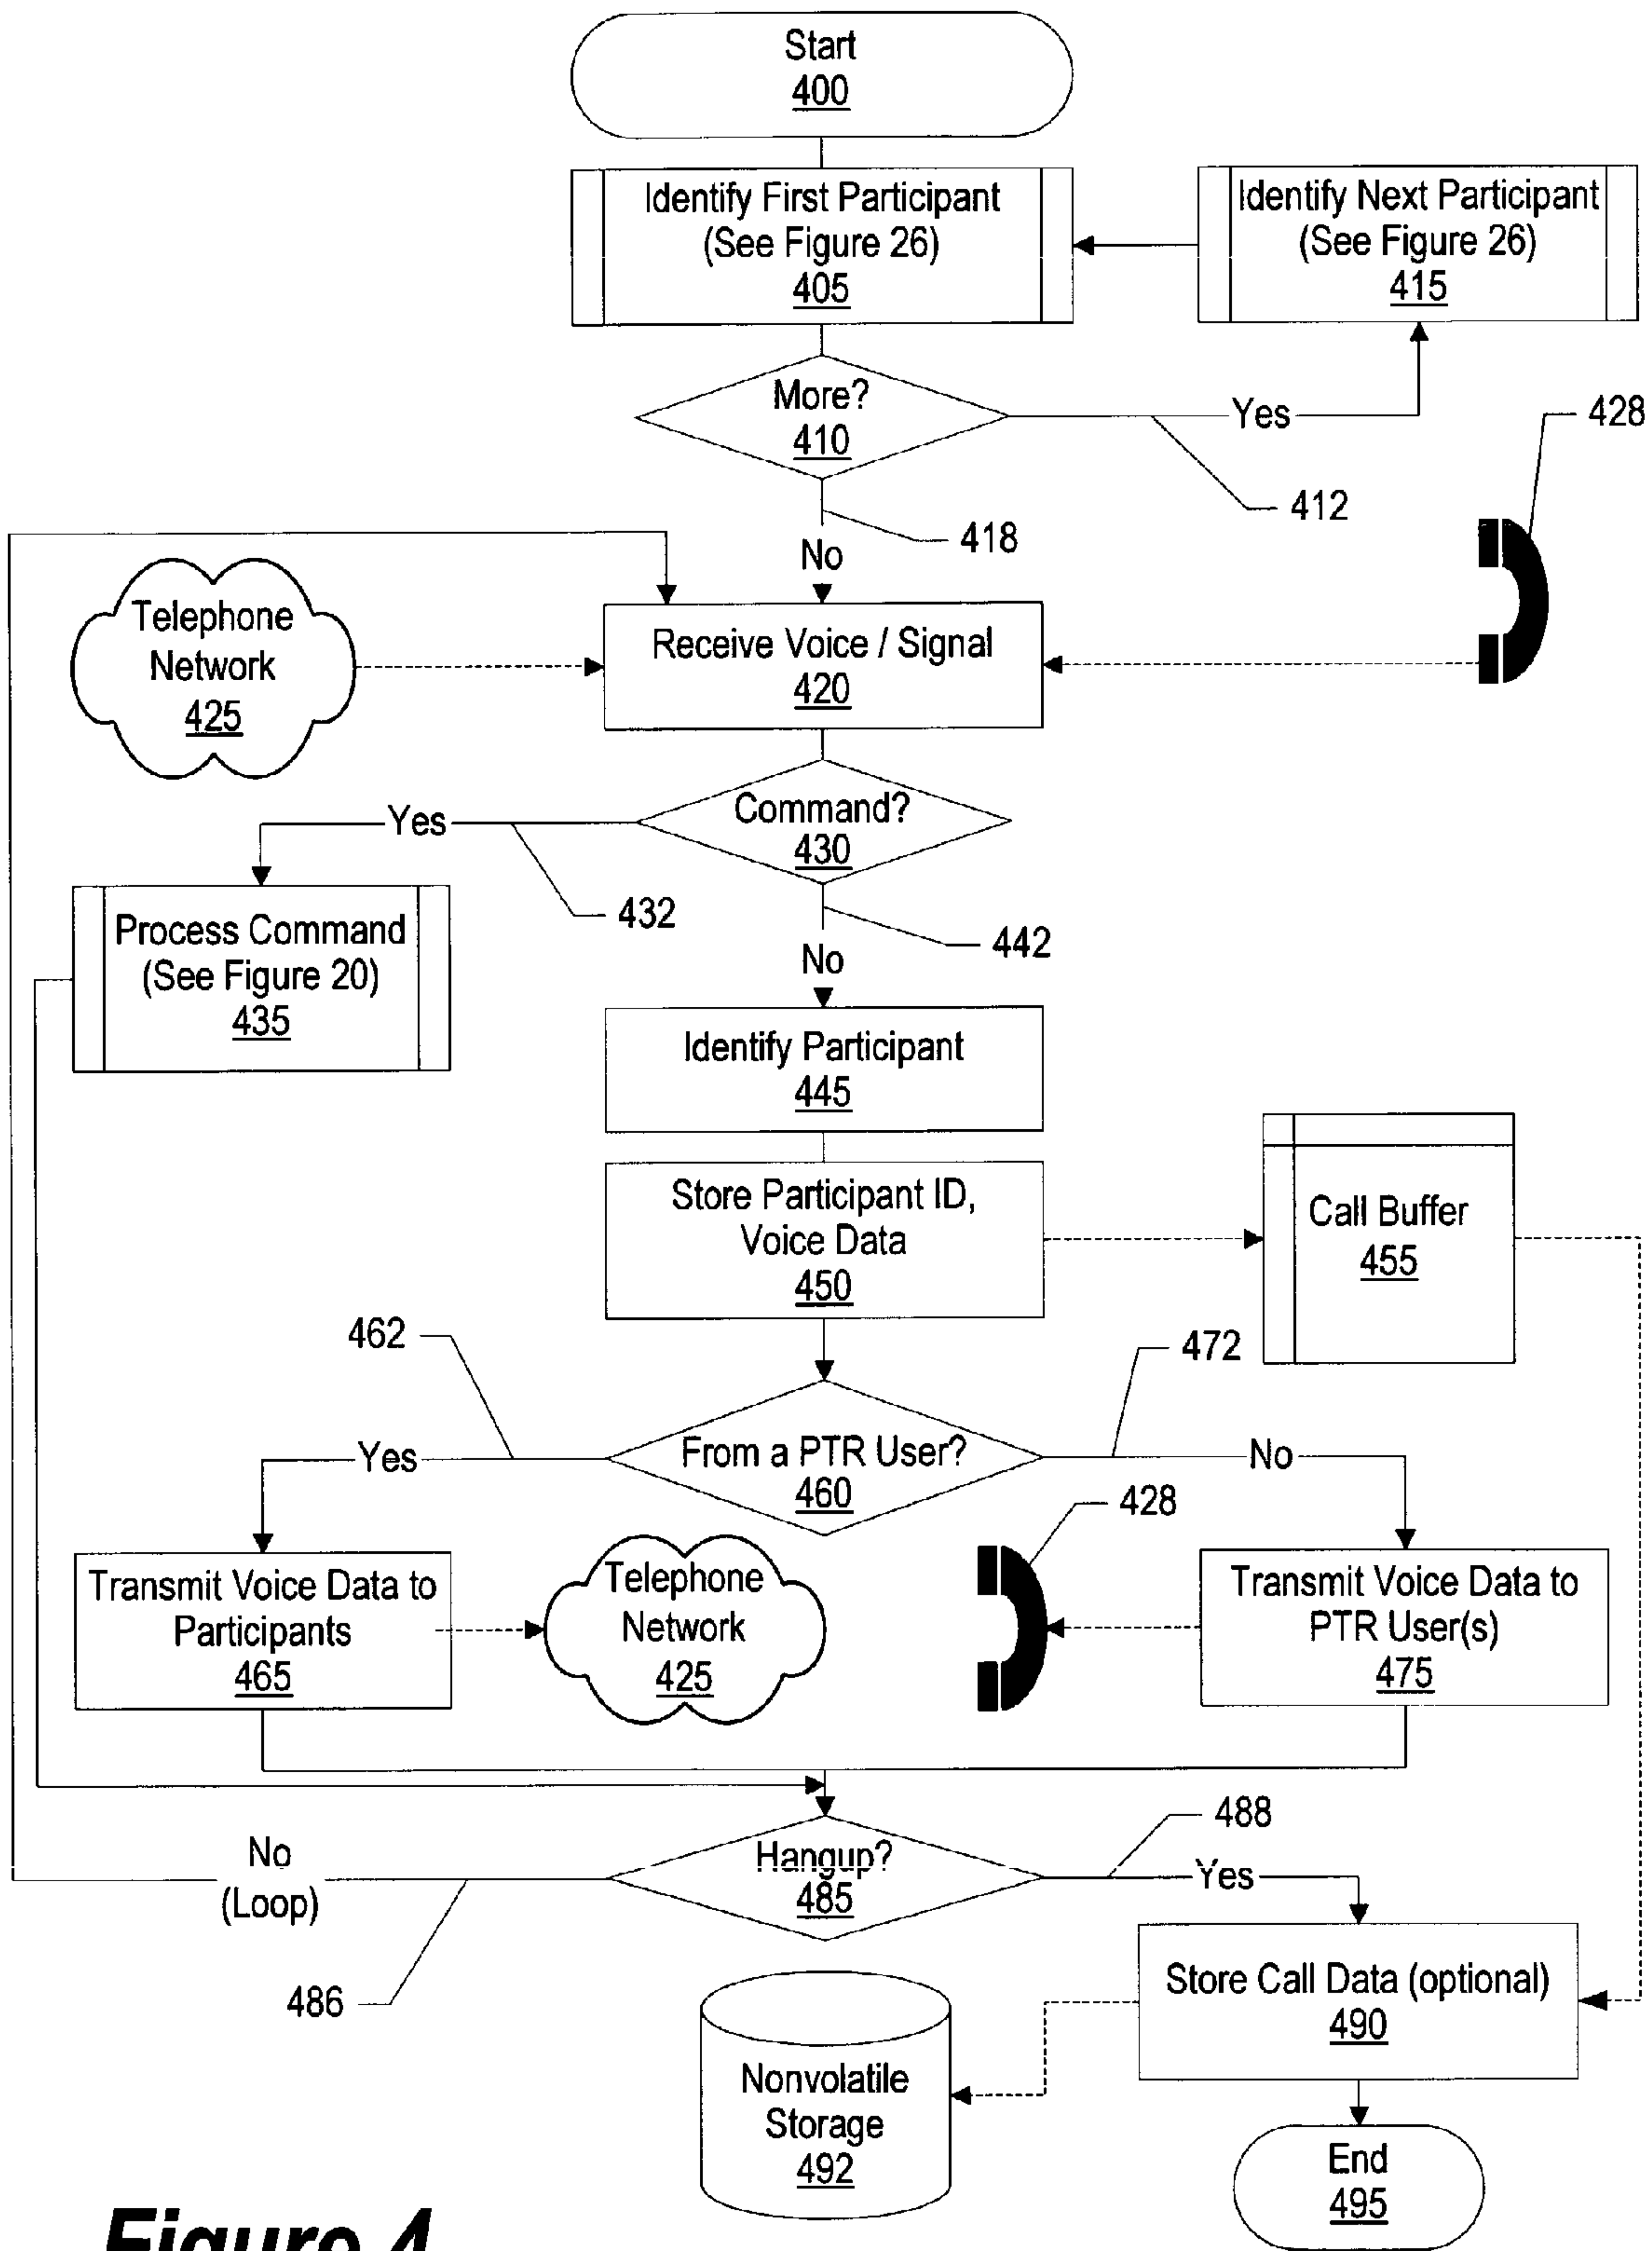 Start
400
Identify First Participant
(See Figure 26)
405
Identify Next Participant
(See Figure 26)
415
More?
410
Yes
428
412
418
No
Telephone
Network
425
Receive Voice / Signal
420
Command?
430
Yes
432
442
No
Process Command
(See Figure 20)
435
Identify Participant
445
Store Participant ID,
Voice Data
450
Call Buffer
455
462
472
From a PTR User?
460
Yes
No
428
Transmit Voice Data to
Participants
465
Telephone
Network
425
Transmit Voice Data to
PTR User(s)
475
488
No
(Loop)
Hangup?
485
Yes
486
Store Call Data (optional)
490
Nonvolatile
Storage
492
End
495
Figure 4